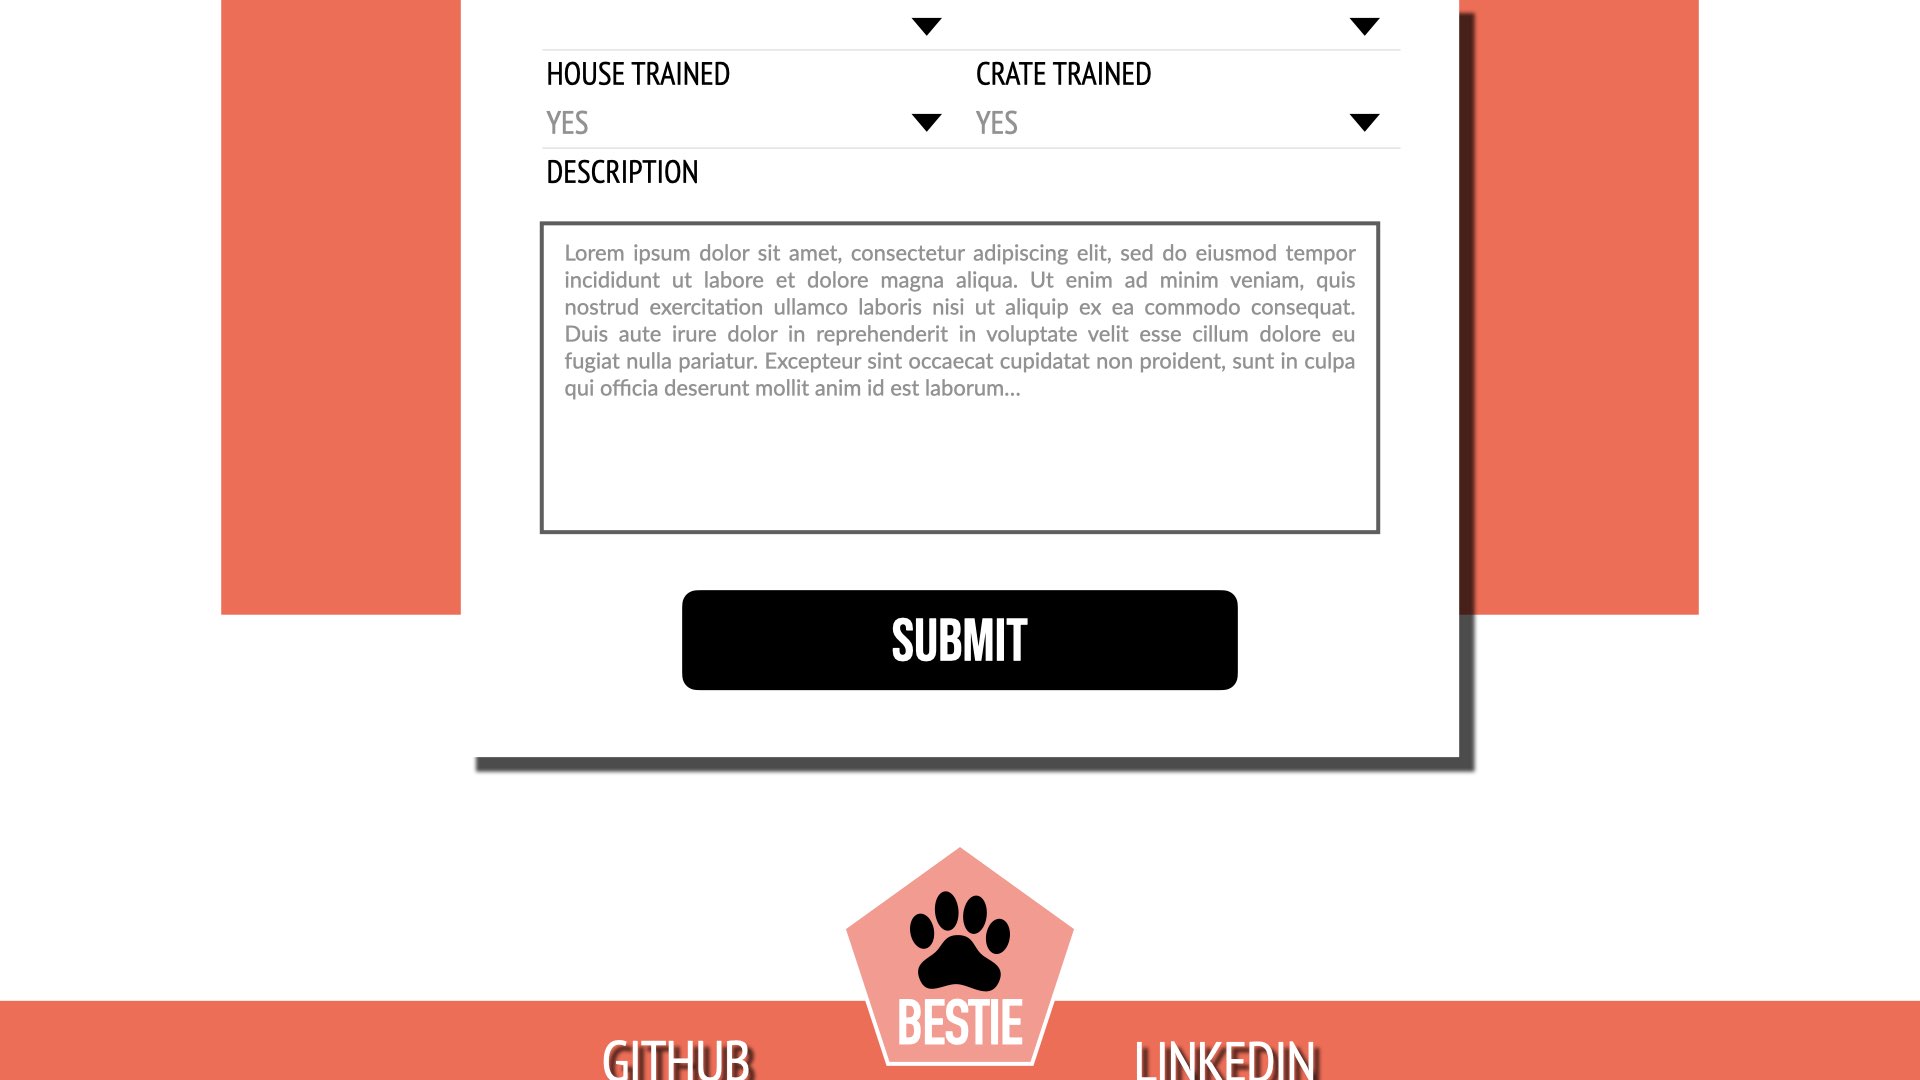 HOUSE TRAINED CRATE TRAINED
YES YES
DESCRIPTION
Lorem ipsum dolor sit amet, consectetur adipiscing elit, sed do eiusmod tempor
incididunt ut labore et dolore magna aliqua. Ut enim ad minim veniam, quis
nostrud exercitation ullamco laboris nisi ut aliquip ex ea commodo consequat.
Duis aute irure dolor in reprehenderit in voluptate velit esse cillum dolore eu
fugiat nulla pariatur. Excepteur sint occaecat cupidatat non proident, sunt in culpa
qui officia deserunt mollit anim id est laborum...
SUBMIT
BESTIE
GITHUB LINKEDIN